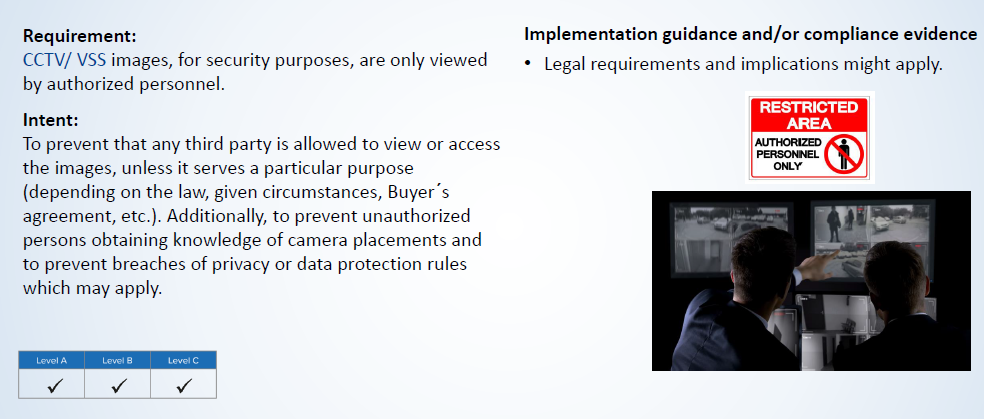 Requirement:
CCTV/ VSS images, for security purposes, are only viewed
by authorized personnel.
Intent:
To prevent that any third party is allowed to view or access
the images, unless it serves a particular purpose
(depending on the law, given circumstances, Buyer´s
agreement, etc.). Additionally, to prevent unauthorized
persons obtaining knowledge of camera placements and
to prevent breaches of privacy or data protection rules
which may apply.
Level A Level B Level C
✓ ✓ ✓
Implementation guidance and/or compliance evidence
• Legal requirements and implications might apply.
RESTRICTED
AREA
AUTHORIZED
PERSONNEL
ONLY